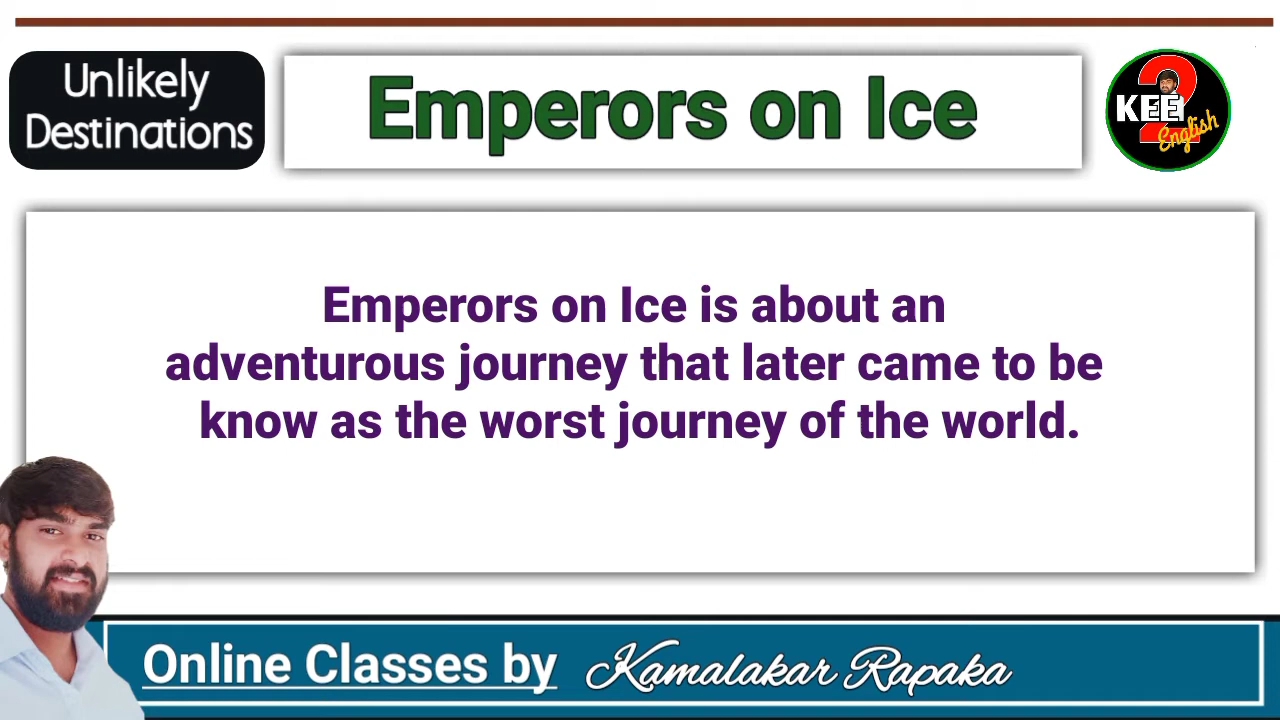 Unlikely
Destinations
Emperors on Ice
KEE
2
English
Emperors on Ice is about an
adventurous journey that later came to be
know as the worst journey of the world.
Online Classes by Kamalakar Rapaka